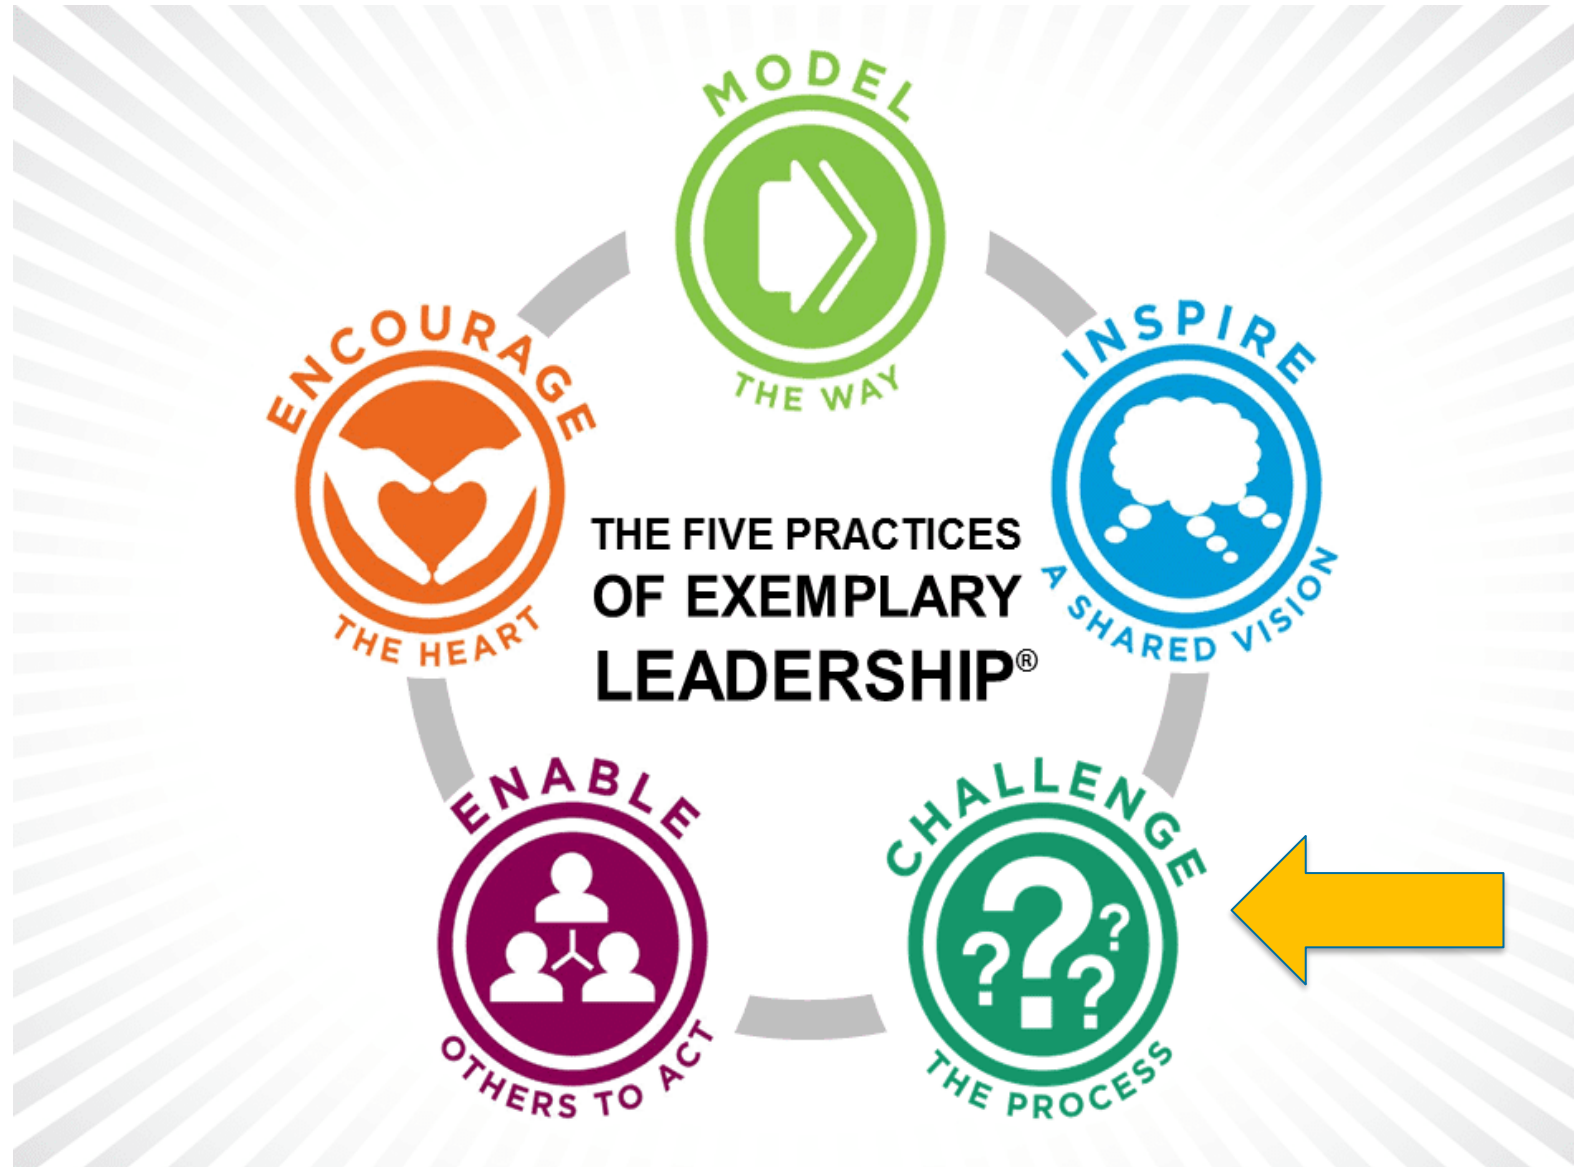 MODEL
THE WAY
INSPIRE
A SHARED VISION
CHALLENGE
? ? ? ?
THE PROCESS
ENABLE
OTHERS TO ACT
ENCOURAGE
THE HEART
THE FIVE PRACTICES
OF EXEMPLARY
LEADERSHIP®